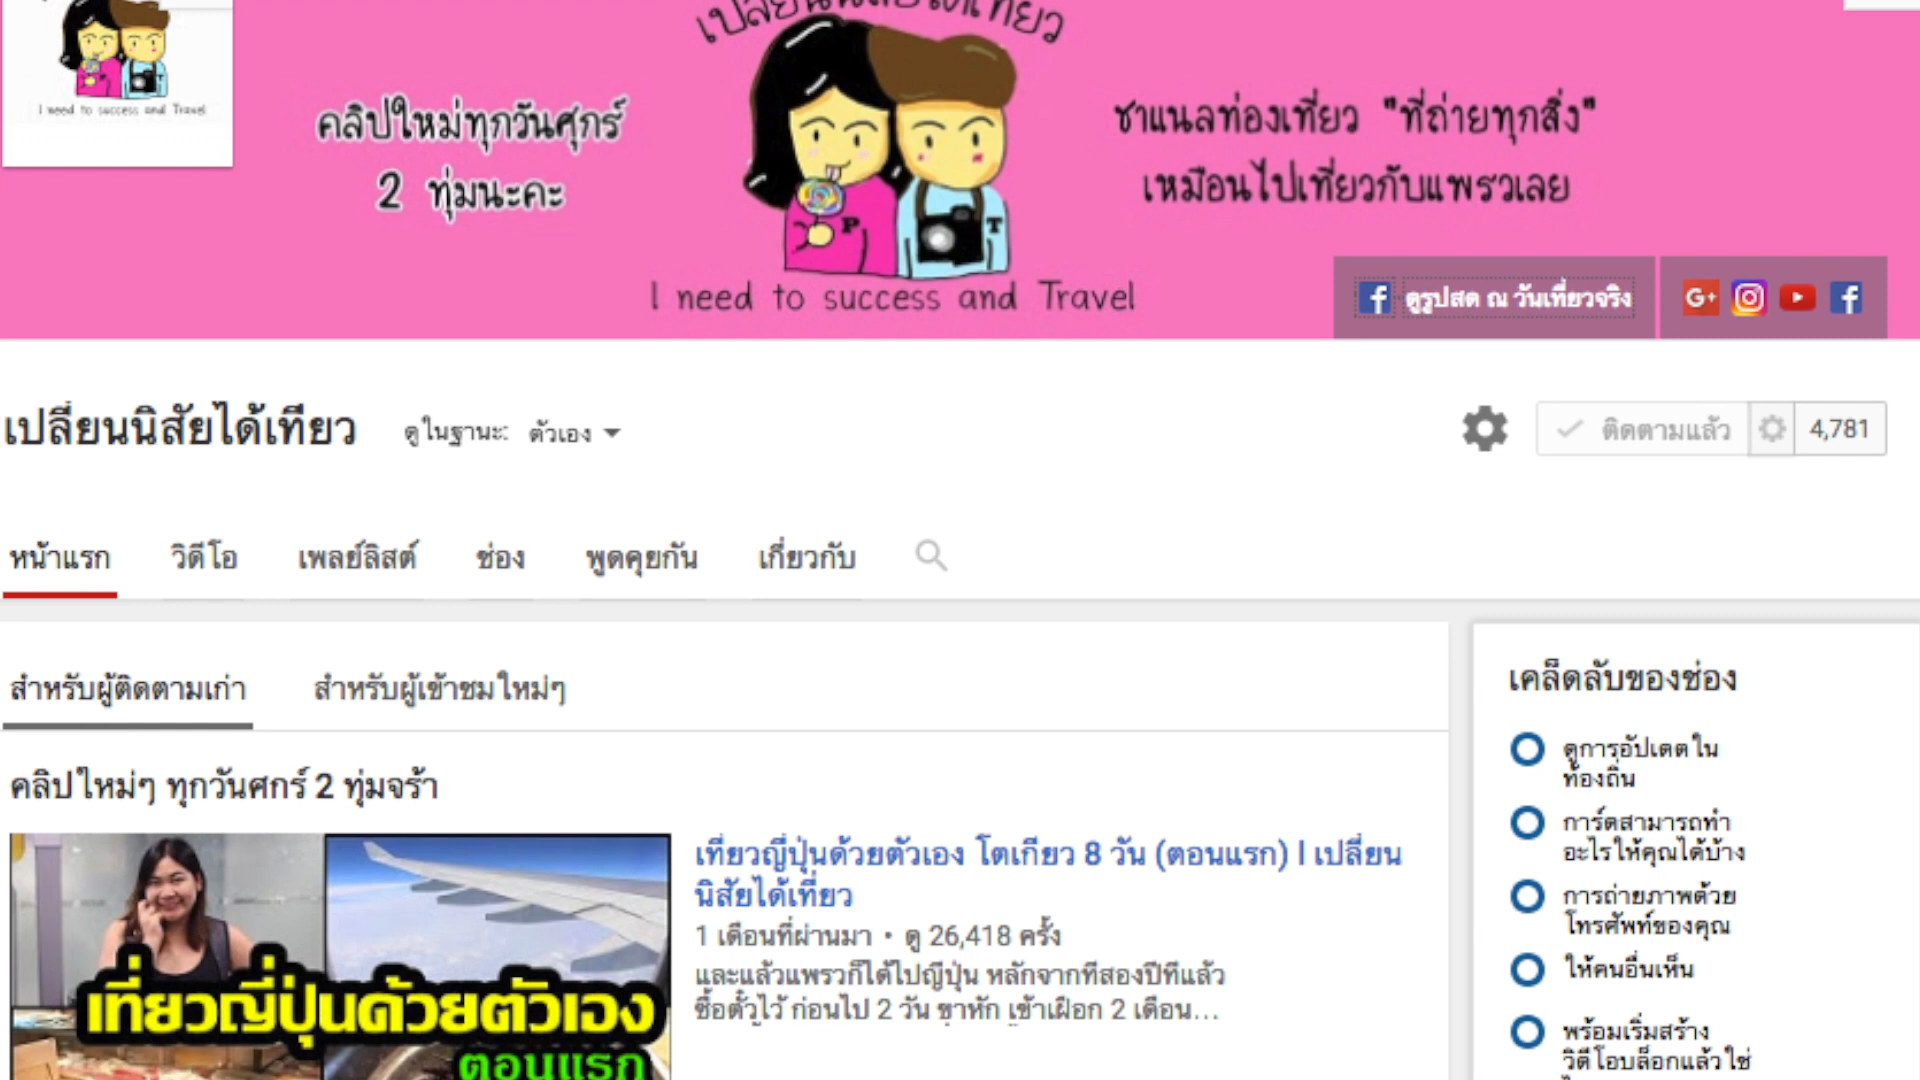 เปลี่ยนนิสัยได้เที่ยว
I need to success and Travel
คลิปใหม่ทุกวันศุกร์
2 ทุ่มนะคะ
P
T
I need to success and Travel
ชาแนลท่องเที่ยว "ที่ถ่ายทุกสิ่ง"
เหมือนไปเที่ยวกับแพรวเลย
ดูรูปสด ณ วันเที่ยวจริง
เปลี่ยนนิสัยได้เที่ยว
ดูในฐานะ: ตัวเอง
ติดตามแล้ว 4,781
หน้าแรก วิดีโอ เพลย์ลิสต์ ช่อง พูดคุยกัน เกี่ยวกับ
สำหรับผู้ติดตามเก่า สำหรับผู้เข้าชมใหม่ๆ
คลิปใหม่ๆ ทุกวันศุกร์ 2 ทุ่มจร้า
เที่ยวญี่ปุ่นด้วยตัวเอง
ตอนแรก
เที่ยวญี่ปุ่นด้วยตัวเอง โตเกียว 8 วัน (ตอนแรก) l เปลี่ยน
นิสัยได้เที่ยว
1 เดือนที่ผ่านมา • ดู 26,418 ครั้ง
และแล้วแพรวก็ได้ไปญี่ปุ่น หลักจากที่สองปีที่แล้ว
ซื้อตั๋วไว้ ก่อนไป 2 วัน ขาหัก เข้าเฝือก 2 เดือน...
เคล็ดลับของช่อง
ดูการอัปเดตใน
ท้องถิ่น
การ์ดสามารถทำ
อะไรให้คุณได้บ้าง
การถ่ายภาพด้วย
โทรศัพท์ของคุณ
ให้คนอื่นเห็น
พร้อมเริ่มสร้าง
วิดีโอบล็อกแล้วใช่